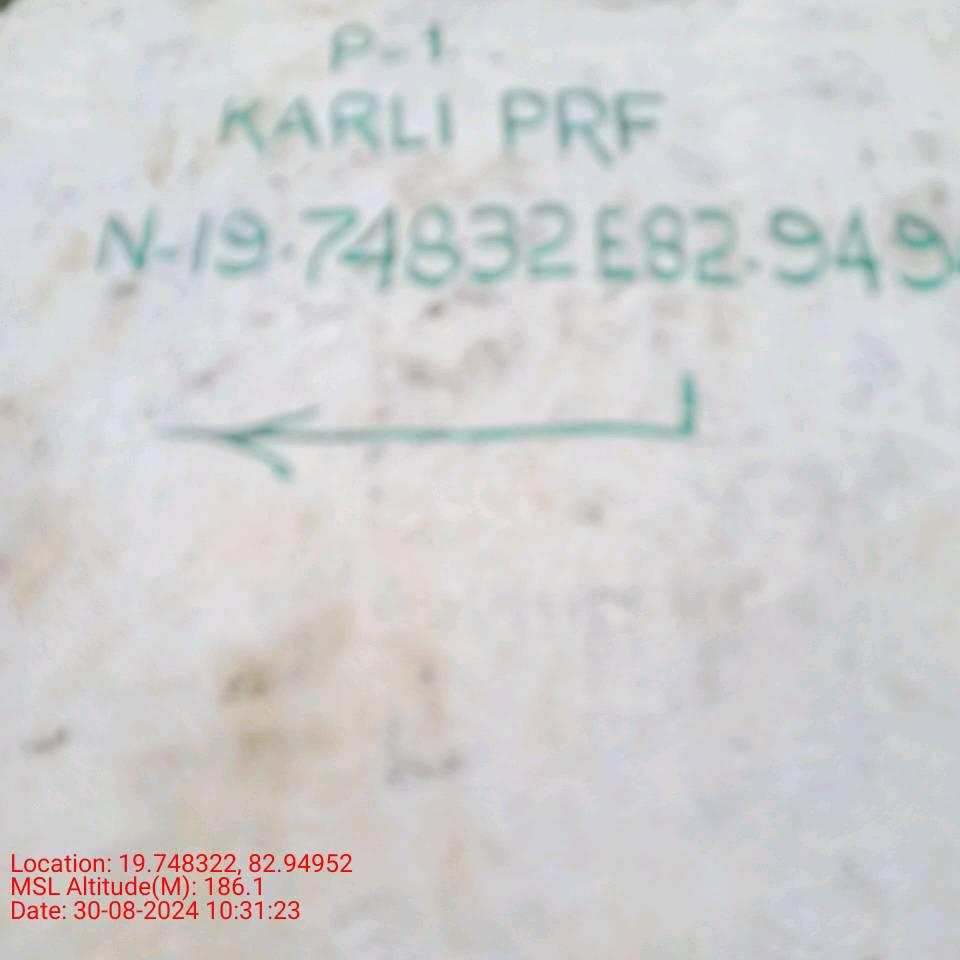 P-1
KARLI PRF
N-19.74832 E82.949
Location: 19.748322, 82.94952
MSL Altitude(M): 186.1
Date: 30-08-2024 10:31:23